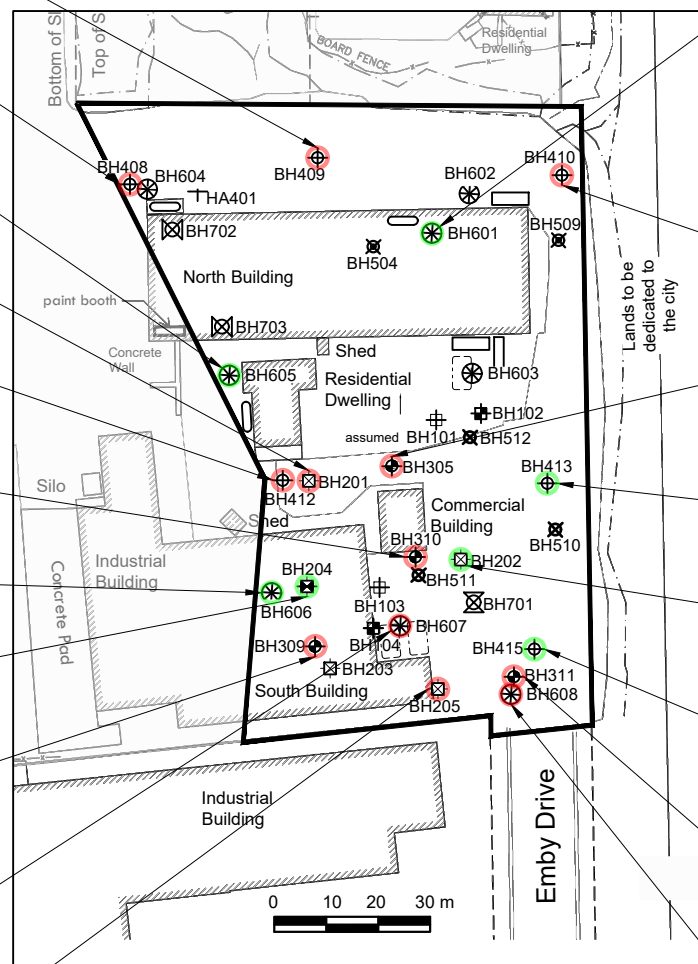 Bottom of Sl
Top of S
BOARD FENCE
Residential
Dwelling
BH408
BH604
HA401
BH409
BH602
BH410
BH702
BH601
BH509
BH504
North Building
Lands to be
dedicated to
the city
paint booth
BH703
Concrete
Wall
Shed
BH605
Residential
Dwelling
BH603
BH102
assumed
BH101
BH512
BH305
BH413
BH201
BH412
Silo
Shed
Commercial
Building
BH510
BH310
BH202
Industrial
Building
Concrete Pad
BH204
BH511
BH606
BH103
BH701
BH607
BH104
BH309
BH415
BH203
BH311
South Building
BH205
BH608
Industrial
Building
Emby Drive
0 10 20 30 m